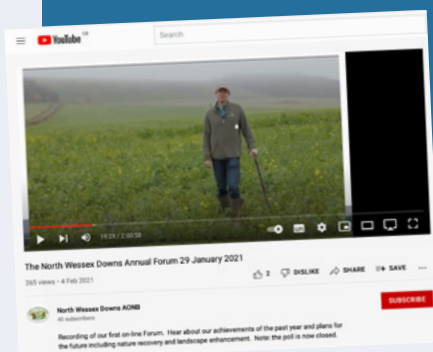 YouTube GB
Search
19:29 / 2:00:58
The North Wessex Downs Annual Forum 29 January 2021
265 views • 4 Feb 2021
2 DISLIKE SHARE SAVE ...
North Wessex Downs AONB
40 subscribers
SUBSCRIBE
Recording of our first on-line Forum. Hear about our achievements of the past year and plans for
the future including nature recovery and landscape enhancement. Note: the poll is now closed.